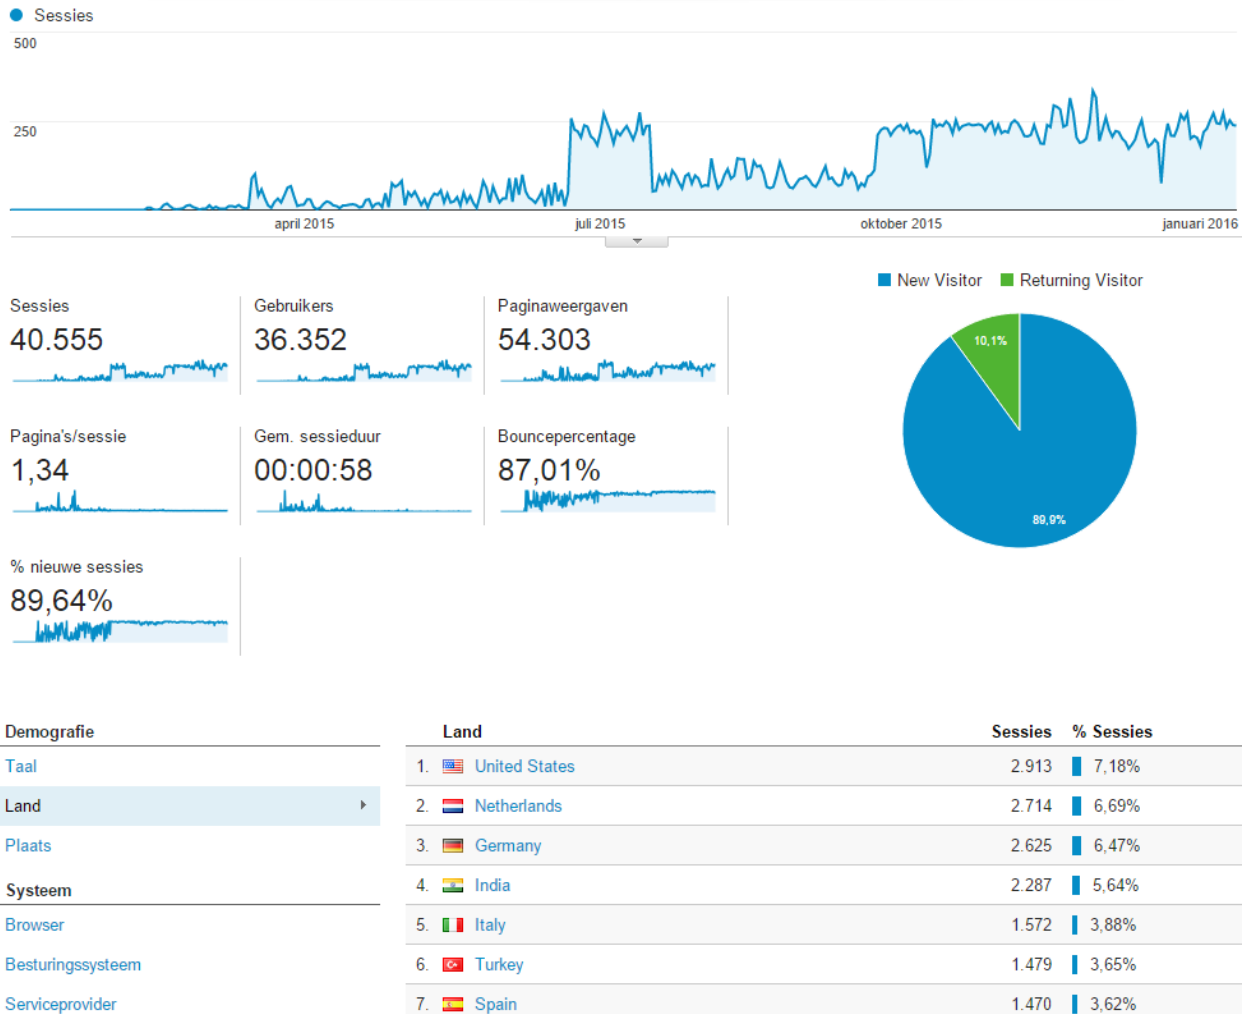 Sessies
500
250
april 2015 juli 2015 oktober 2015 januari 2016
New Visitor Returning Visitor
Sessies Gebruikers Paginaweergaven
40.555 36.352 54.303
10,1%
Pagina's/sessie Gem. sessieduur Bouncepercentage
1,34 00:00:58 87,01%
89,9%
% nieuwe sessies
89,64%
Demografie Land Sessies % Sessies
Taal 1. United States 2.913 7,18%
Land 2. Netherlands 2.714 6,69%
Plaats 3. Germany 2.625 6,47%
Systeem 4. India 2.287 5,64%
Browser 5. Italy 1.572 3,88%
Besturingssysteem 6. Turkey 1.479 3,65%
Serviceprovider 7. Spain 1.470 3,62%